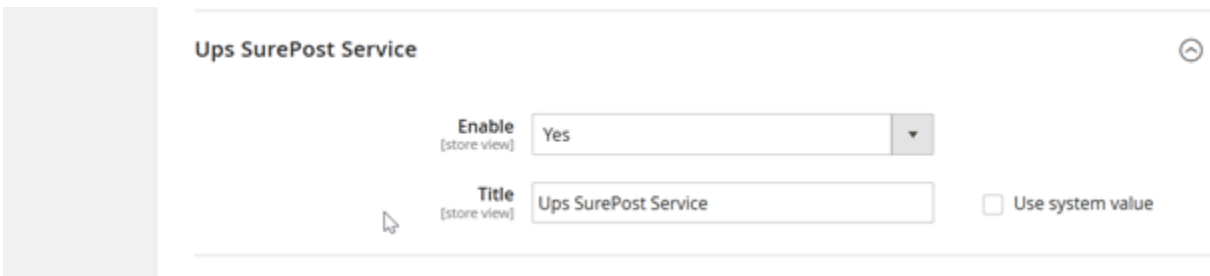 Ups SurePost Service
Enable
[store view]
Yes
Title
[store view]
Ups SurePost Service
Use system value